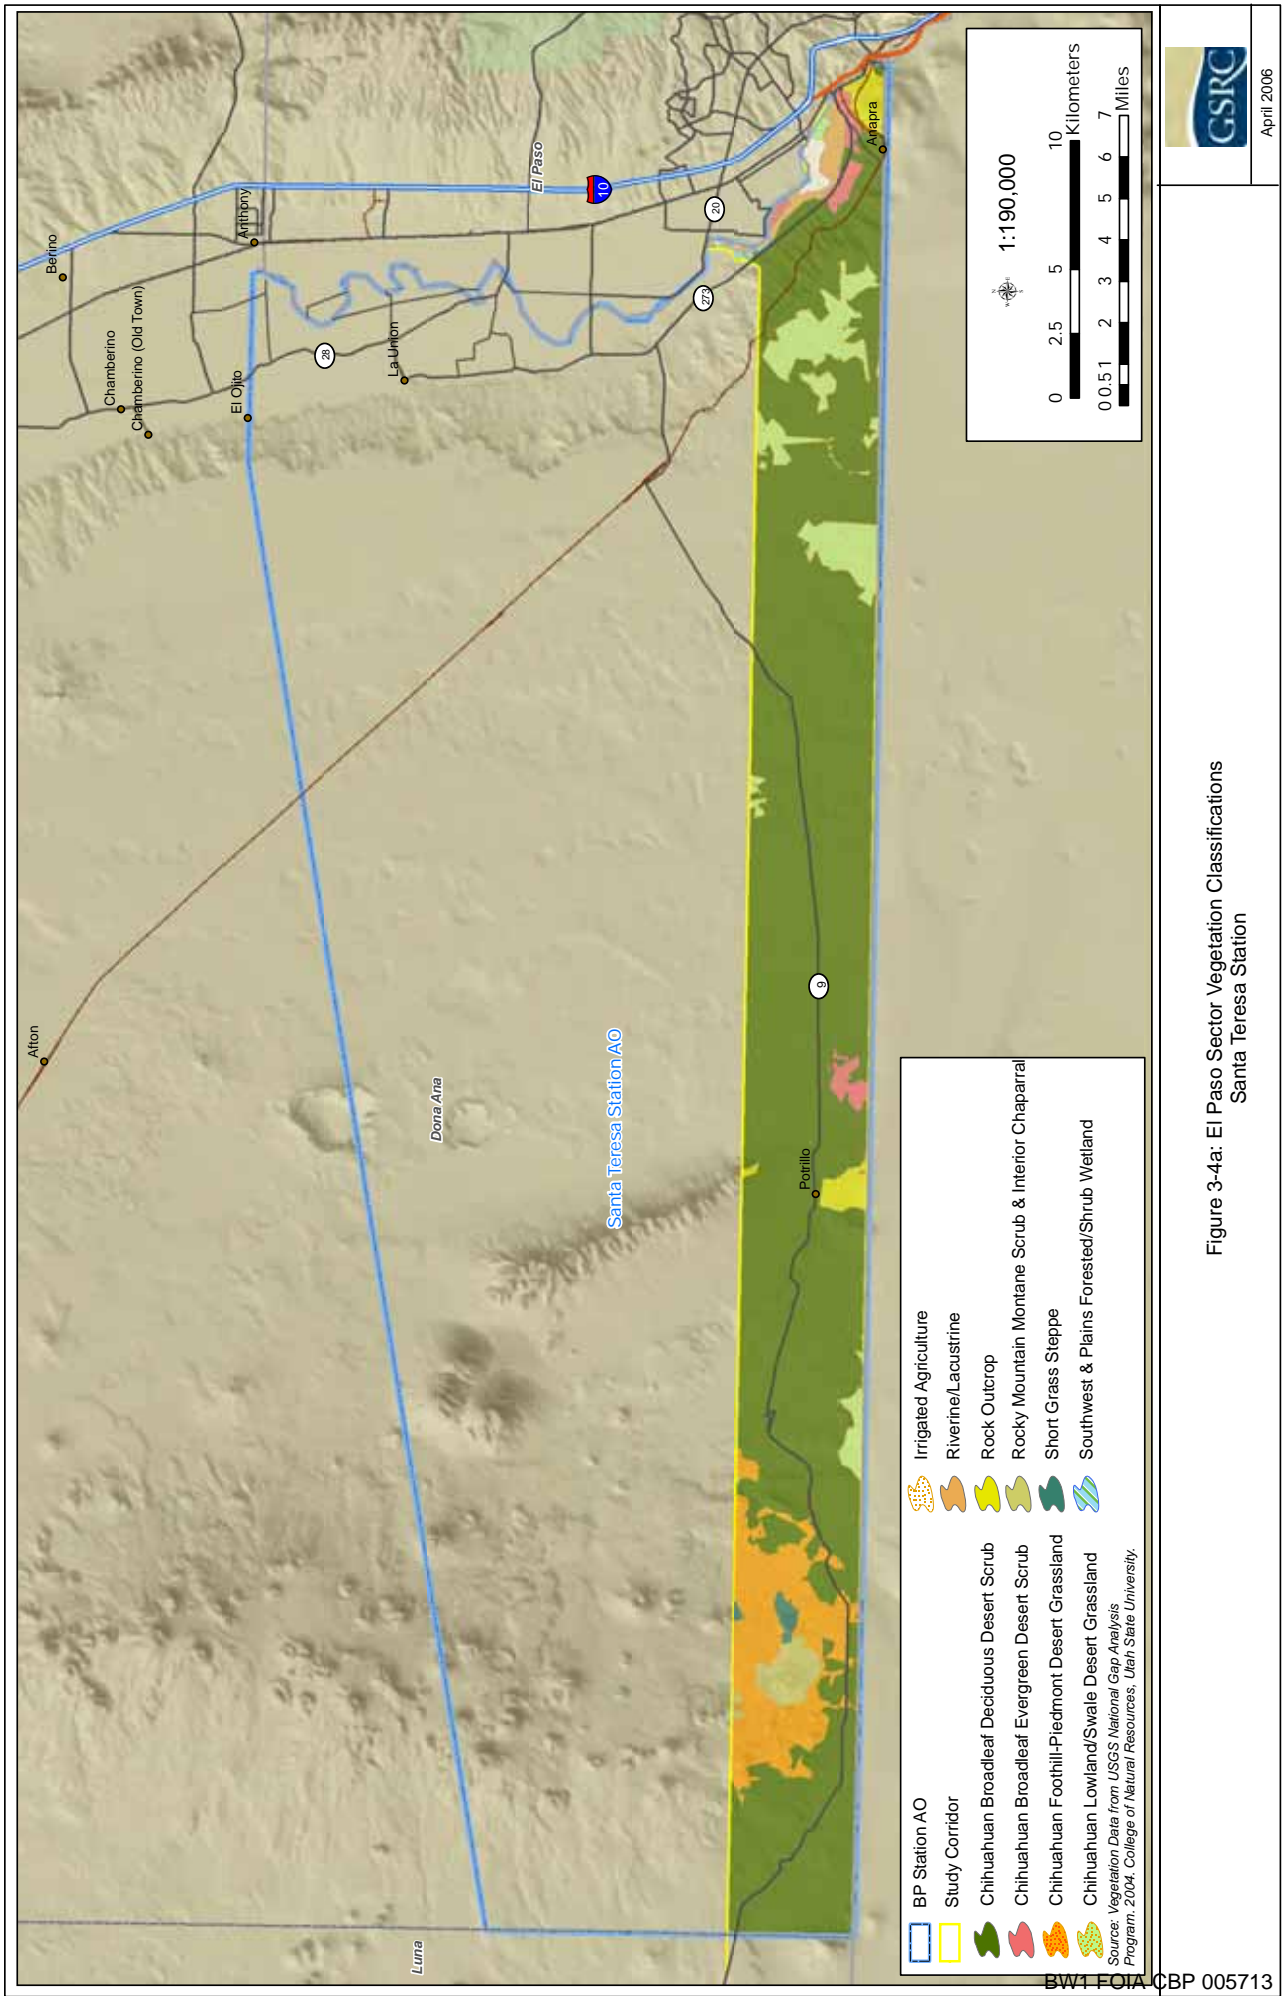 Berino
Chamberino
Chamberino (Old Town)
Anthony
El Ojito
28
La Union
El Paso
10
20
273
Anapra
Afton
Dona Ana
Santa Teresa Station AO
9
Potrillo
Luna
1:190,000
N
E
S
W
0 2.5 5 10
Kilometers
0 0.5 1 2 3 4 5 6 7
Miles
BP Station AO
Study Corridor
Chihuahuan Broadleaf Deciduous Desert Scrub
Chihuahuan Broadleaf Evergreen Desert Scrub
Chihuahuan Foothill-Piedmont Desert Grassland
Chihuahuan Lowland/Swale Desert Grassland
Irrigated Agriculture
Riverine/Lacustrine
Rock Outcrop
Rocky Mountain Montane Scrub & Interior Chaparral
Short Grass Steppe
Southwest & Plains Forested/Shrub Wetland
Source: Vegetation Data from USGS National Gap Analysis
Program. 2004. College of Natural Resources, Utah State University.
Figure 3-4a: El Paso Sector Vegetation Classifications
Santa Teresa Station
GSRC
April 2006
BW1 FOIA CBP 005713